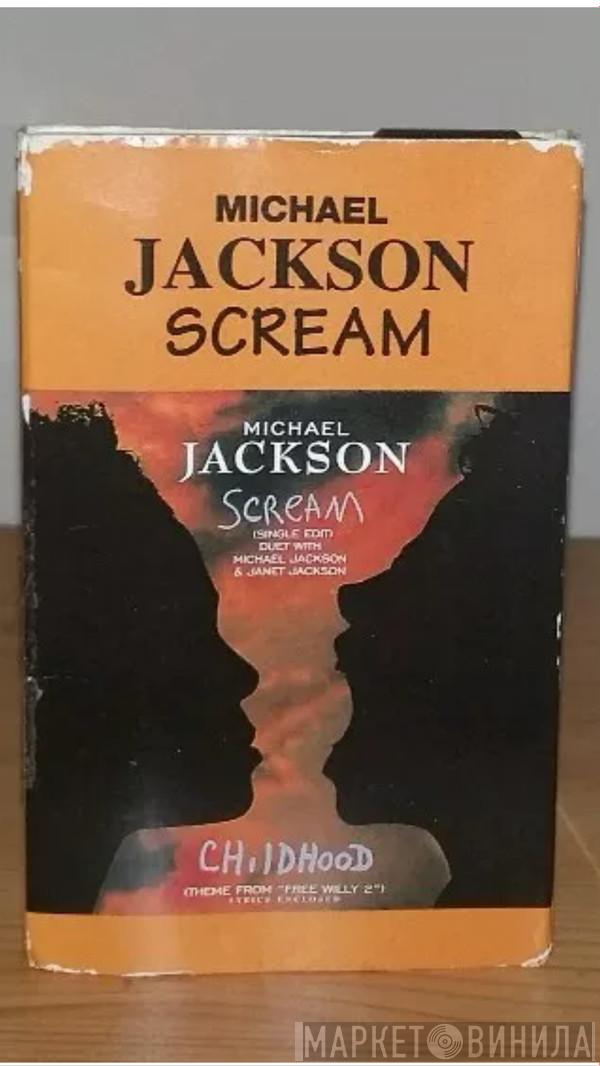 MICHAEL
JACKSON
SCREAM
MICHAEL
JACKSON
SCREAM
(SINGLE EDIT)
DUET WITH
MICHAEL JACKSON
& JANET JACKSON
CHiLDHOOD
(THEME FROM "FREE WILLY 2")
LYRICS ENCLOSED
МАРКЕТ ВИНИЛА